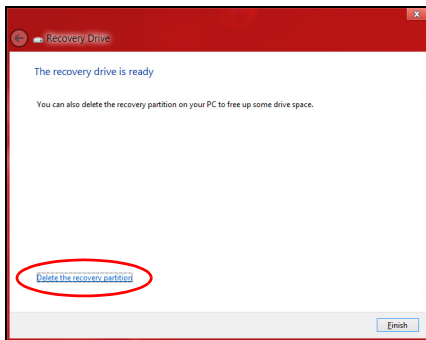 Recovery Drive
The recovery drive is ready
You can also delete the recovery partition on your PC to free up some drive space.
Delete the recovery partition
Finish